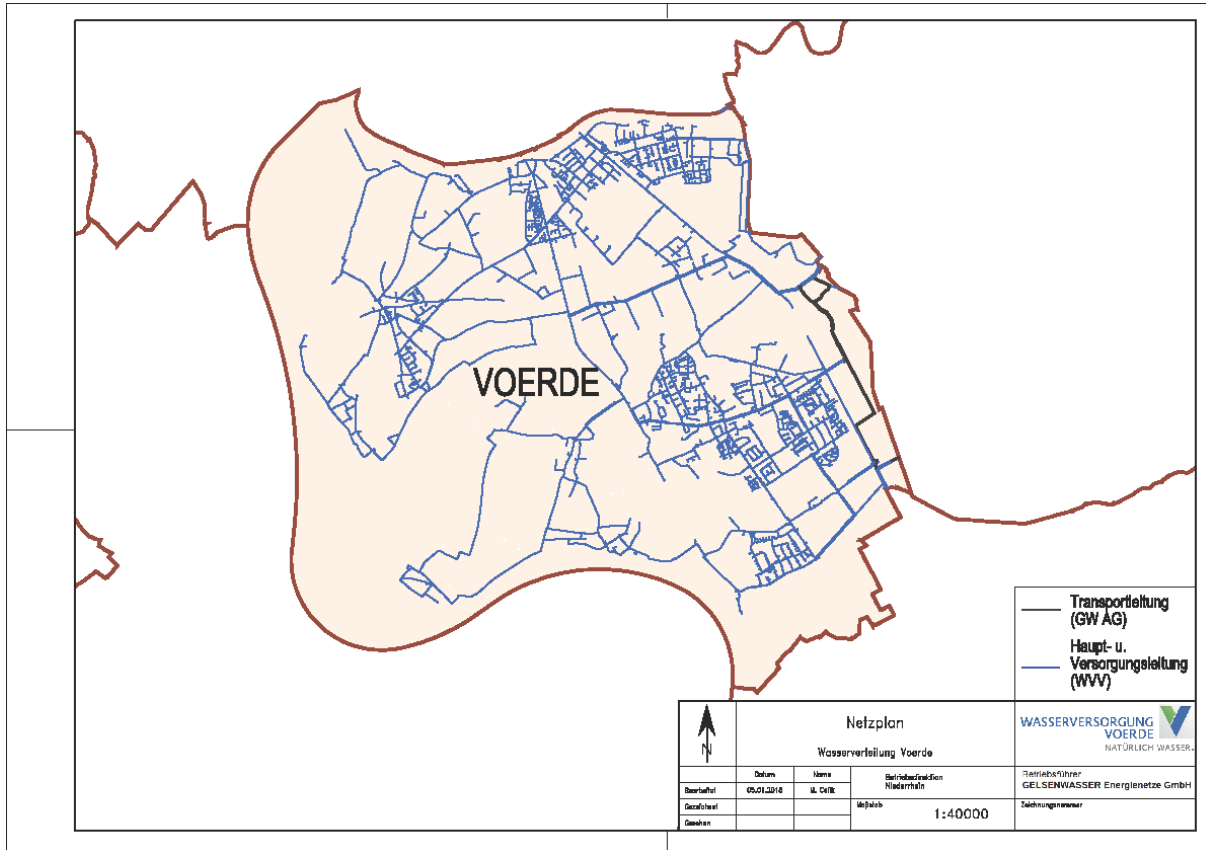 VOERDE
Transportleitung
(GW AG)
Haupt- u.
Versorgungsleitung
(WVV)
N
Netzplan
Wasserverteilung Voerde
WASSERVERSORGUNG
VOERDE
NATÜRLICH WASSER.
Datum
Name
Betriebsdirektion
Niederrhein
Betriebsführer
GELSENWASSER Energienetze GmbH
Bearbeitet
05.01.2018
Gezeichnet
Maßstab
1:40000
Zeichnungsnummer
Gesehen